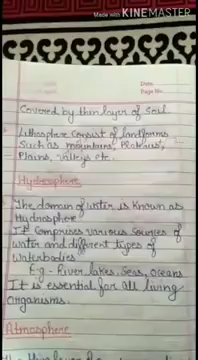 Made with KINEMASTER
Date
Page No.
Covered by thin layer of Soil
Lithosphere consist of landforms
Such as mountains, Plateaus,
Plains, Valleys etc.
Hydrosphere
The domain of water is known as
Hydrosphere
It Comprises various Sources of
water and different types of
waterbodies
E.g - River, lakes, Seas, Oceans
It is essential for all living
organisms.
Atmosphere